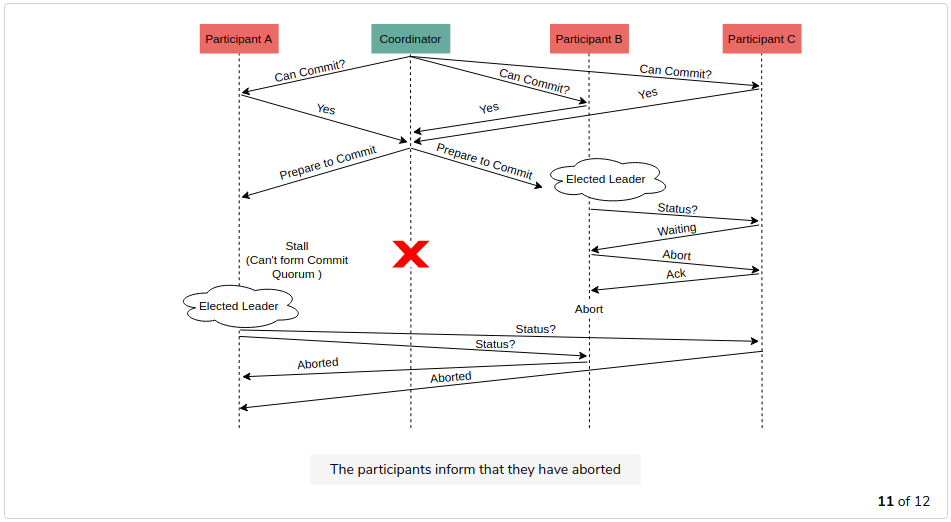 Participant A
Coordinator
Participant B
Participant C
Can Commit?
Can Commit?
Can Commit?
Yes
Yes
Yes
Prepare to Commit
Prepare to Commit
Elected Leader
Status?
Waiting
Stall
(Can't form Commit
Quorum )
Abort
Ack
Elected Leader
Abort
Status?
Status?
Aborted
Aborted
The participants inform that they have aborted
11 of 12